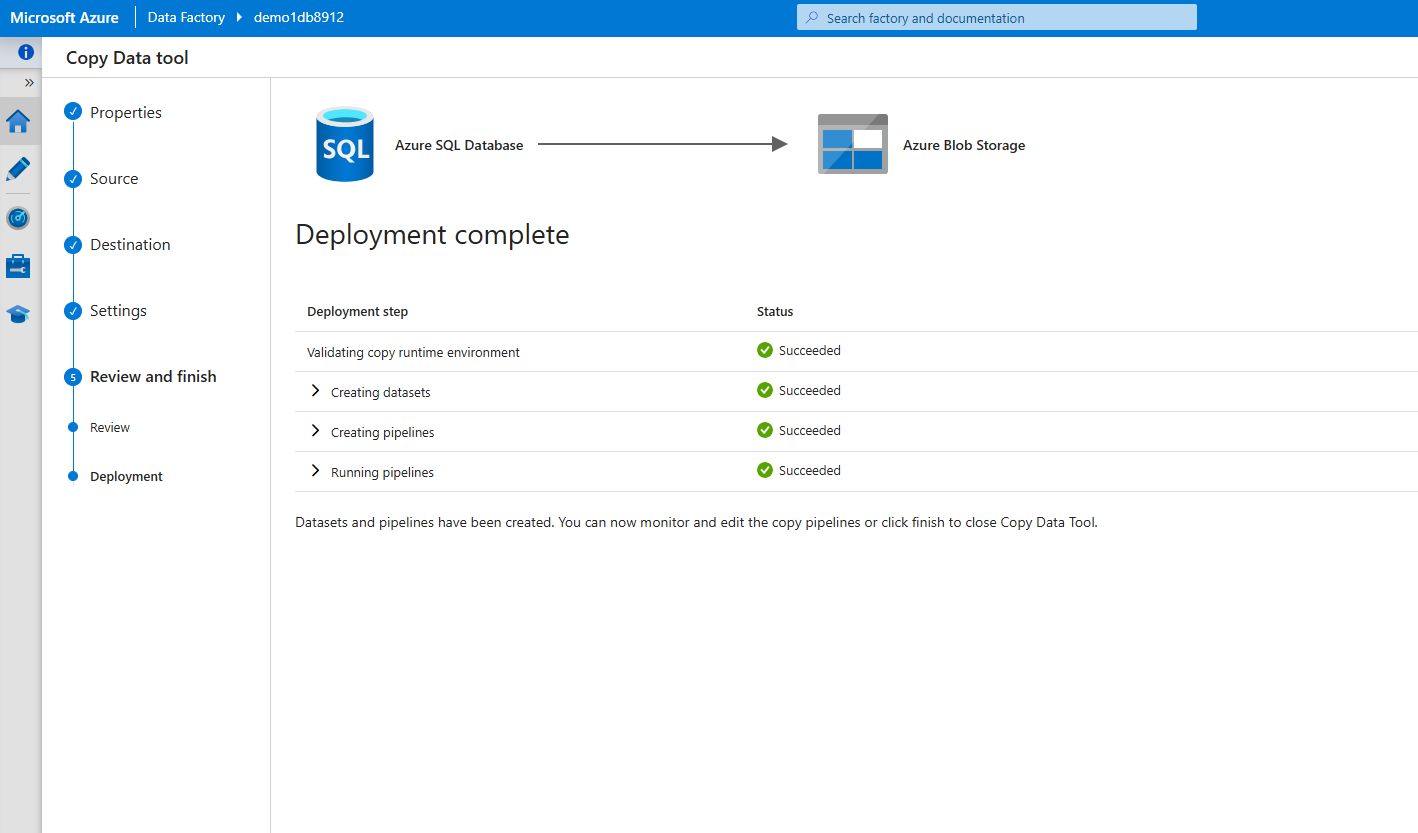 Microsoft Azure
Data Factory
demo1db8912
Search factory and documentation
Copy Data tool
Properties
Source
Destination
Settings
5
Review and finish
Review
Deployment
SQL
Azure SQL Database
Azure Blob Storage
Deployment complete
Deployment step Status
Validating copy runtime environment Succeeded
Creating datasets Succeeded
Creating pipelines Succeeded
Running pipelines Succeeded
Datasets and pipelines have been created. You can now monitor and edit the copy pipelines or click finish to close Copy Data Tool.